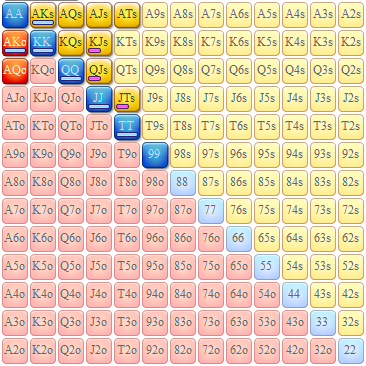 AA AKs AQs AJs ATs A9s A8s A7s A6s A5s A4s A3s A2s
AKo KK KQs KJs KTs K9s K8s K7s K6s K5s K4s K3s K2s
AQo KQo QQ QJs QTs Q9s Q8s Q7s Q6s Q5s Q4s Q3s Q2s
AJo KJo QJo JJ JTs J9s J8s J7s J6s J5s J4s J3s J2s
ATo KTo QTo JTo TT T9s T8s T7s T6s T5s T4s T3s T2s
A9o K9o Q9o J9o T9o 99 98s 97s 96s 95s 94s 93s 92s
A8o K8o Q8o J8o T8o 98o 88 87s 86s 85s 84s 83s 82s
A7o K7o Q7o J7o T7o 97o 87o 77 76s 75s 74s 73s 72s
A6o K6o Q6o J6o T6o 96o 86o 76o 66 65s 64s 63s 62s
A5o K5o Q5o J5o T5o 95o 85o 75o 65o 55 54s 53s 52s
A4o K4o Q4o J4o T4o 94o 84o 74o 64o 54o 44 43s 42s
A3o K3o Q3o J3o T3o 93o 83o 73o 63o 53o 43o 33 32s
A2o K2o Q2o J2o T2o 92o 82o 72o 62o 52o 42o 32o 22